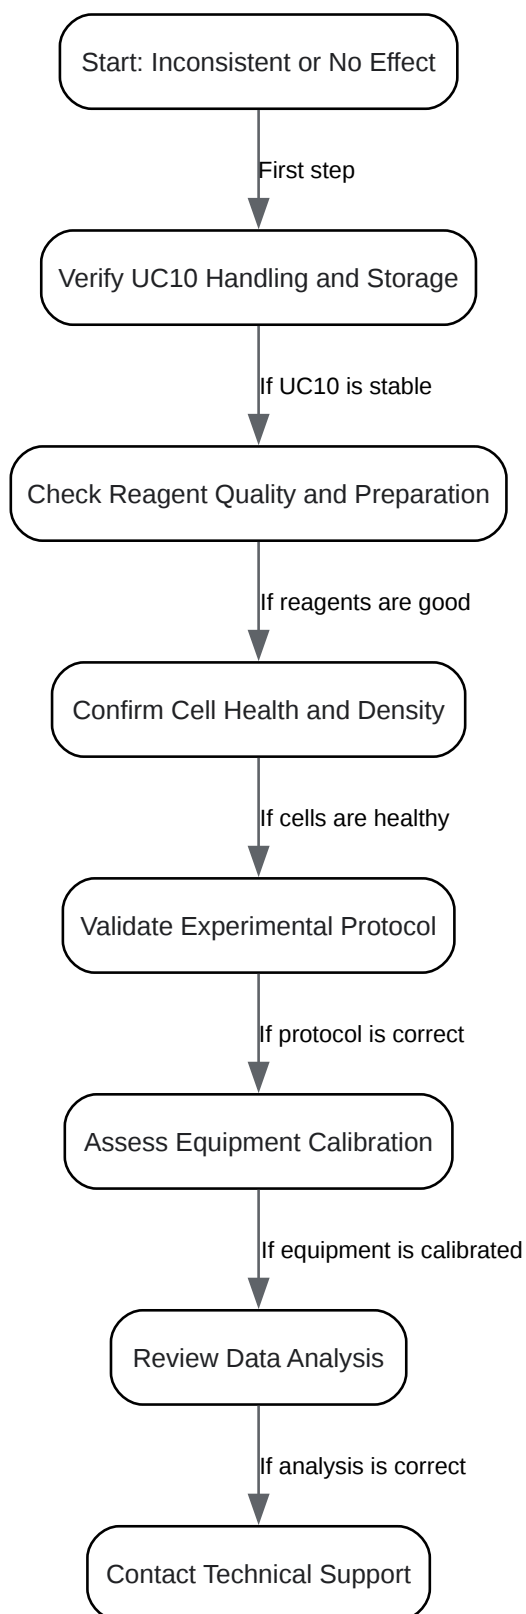 Start: Inconsistent or No Effect
First step
Verify UC10 Handling and Storage
If UC10 is stable
Check Reagent Quality and Preparation
If reagents are good
Confirm Cell Health and Density
If cells are healthy
Validate Experimental Protocol
If protocol is correct
Assess Equipment Calibration
If equipment is calibrated
Review Data Analysis
If analysis is correct
Contact Technical Support